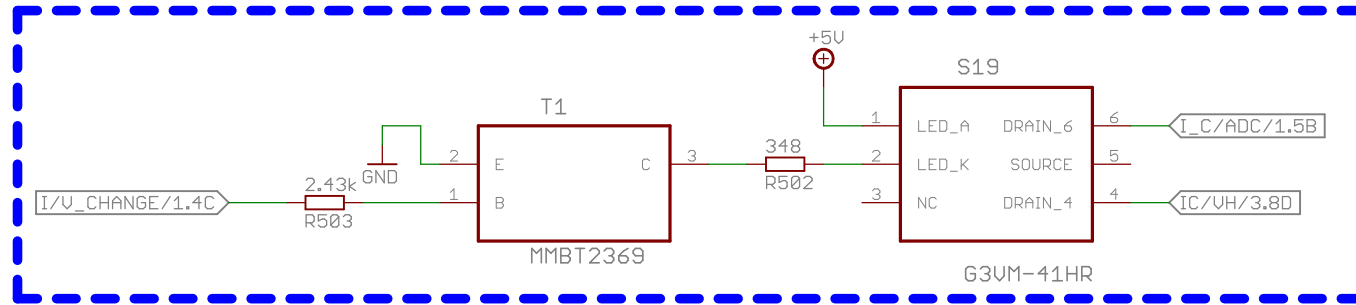 +5V
S19
T1
1
LED_A
DRAIN_6
6
I_C/ADC/1.5B
GND
2
E
C
3
348
R502
2
LED_K
SOURCE
5
I/V_CHANGE/1.4C
2.43k
R503
1
B
3
NC
DRAIN_4
4
IC/VH/3.8D
MMBT2369
G3VM-41HR